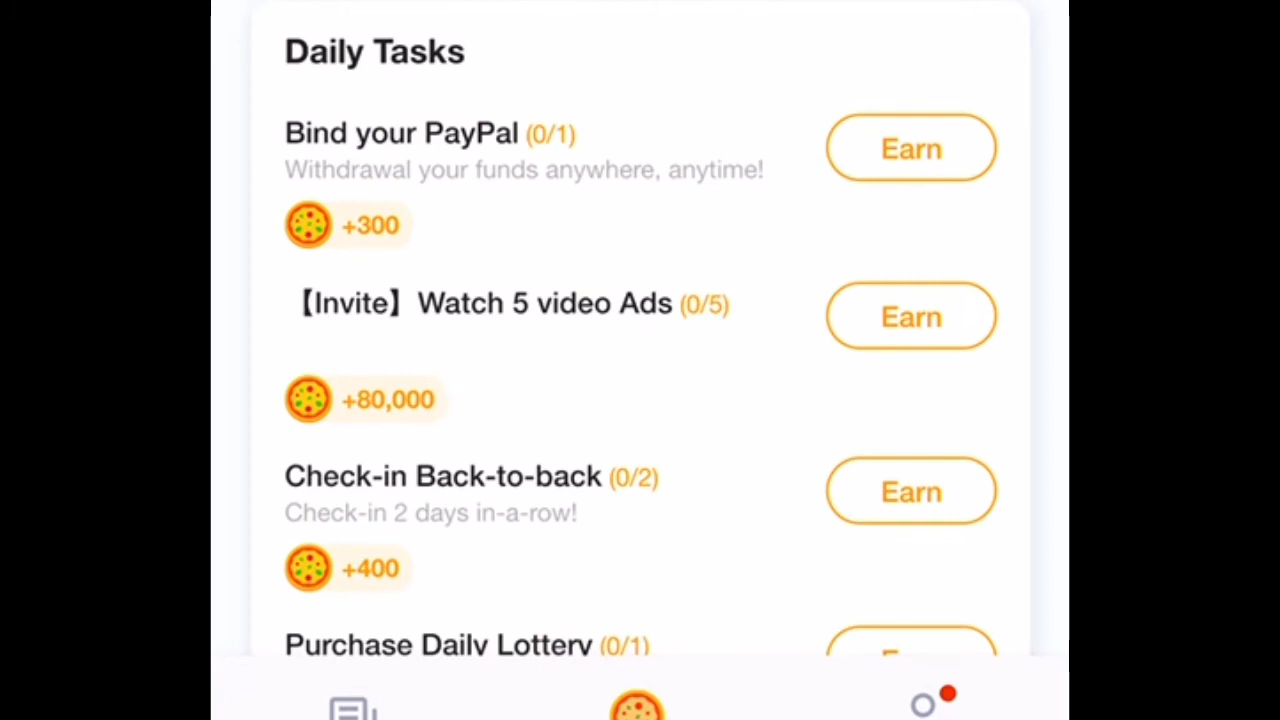 Daily Tasks
Bind your PayPal (0/1)
Earn
Withdrawal your funds anywhere, anytime!
+300
【Invite】Watch 5 video Ads (0/5)
Earn
+80,000
Check-in Back-to-back (0/2)
Earn
Check-in 2 days in-a-row!
+400
Purchase Daily Lottery (0/1)